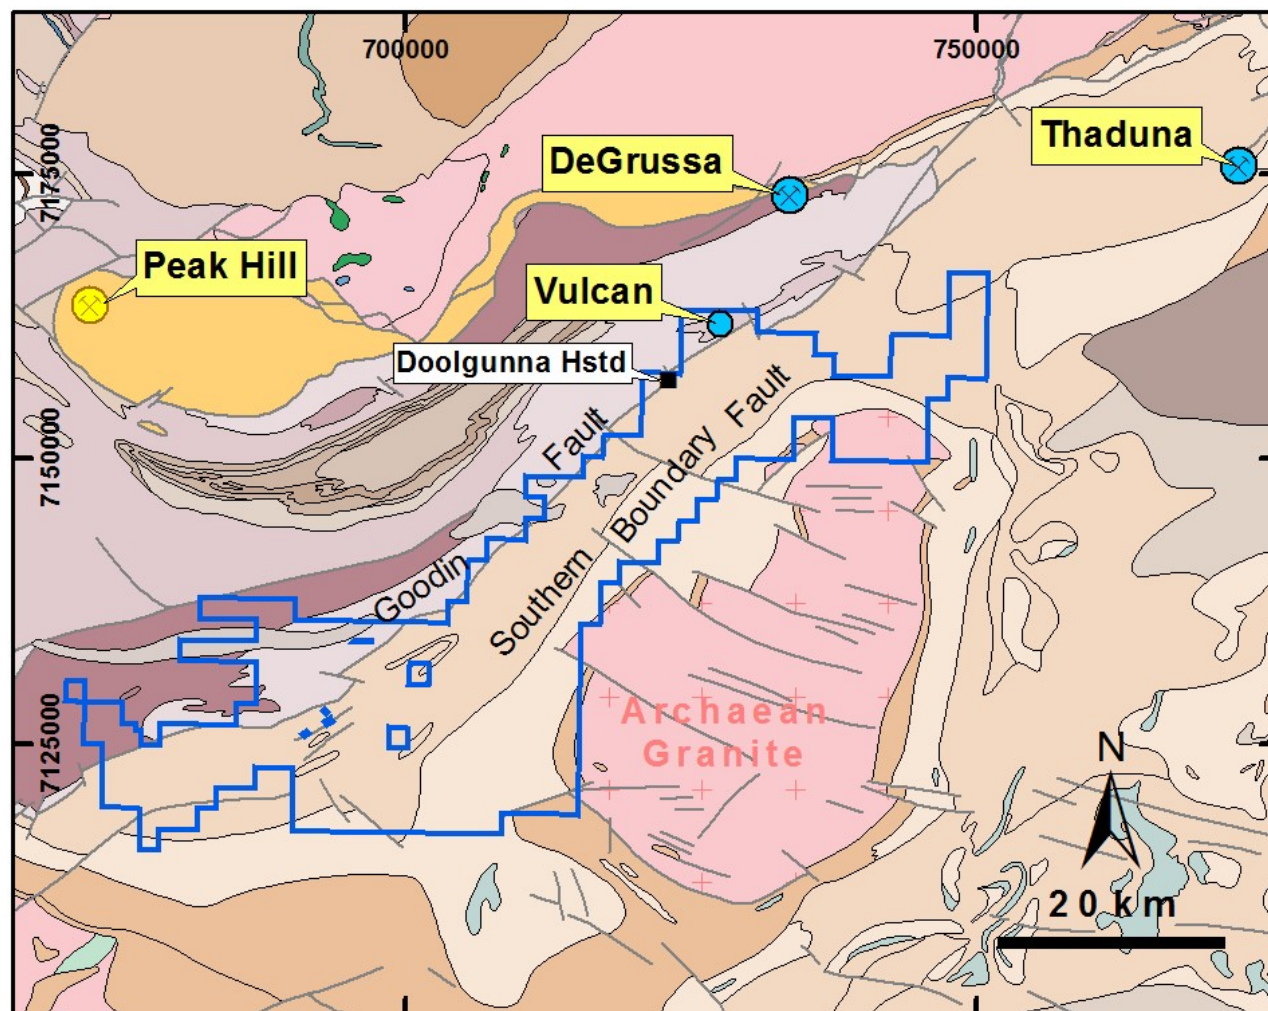 700000
750000
7175000
7150000
7125000
DeGrussa
Thaduna
Peak Hill
Vulcan
Doolgunna Hstd
Goodin Fault
Southern Boundary Fault
Archaean
Granite
N
20 km